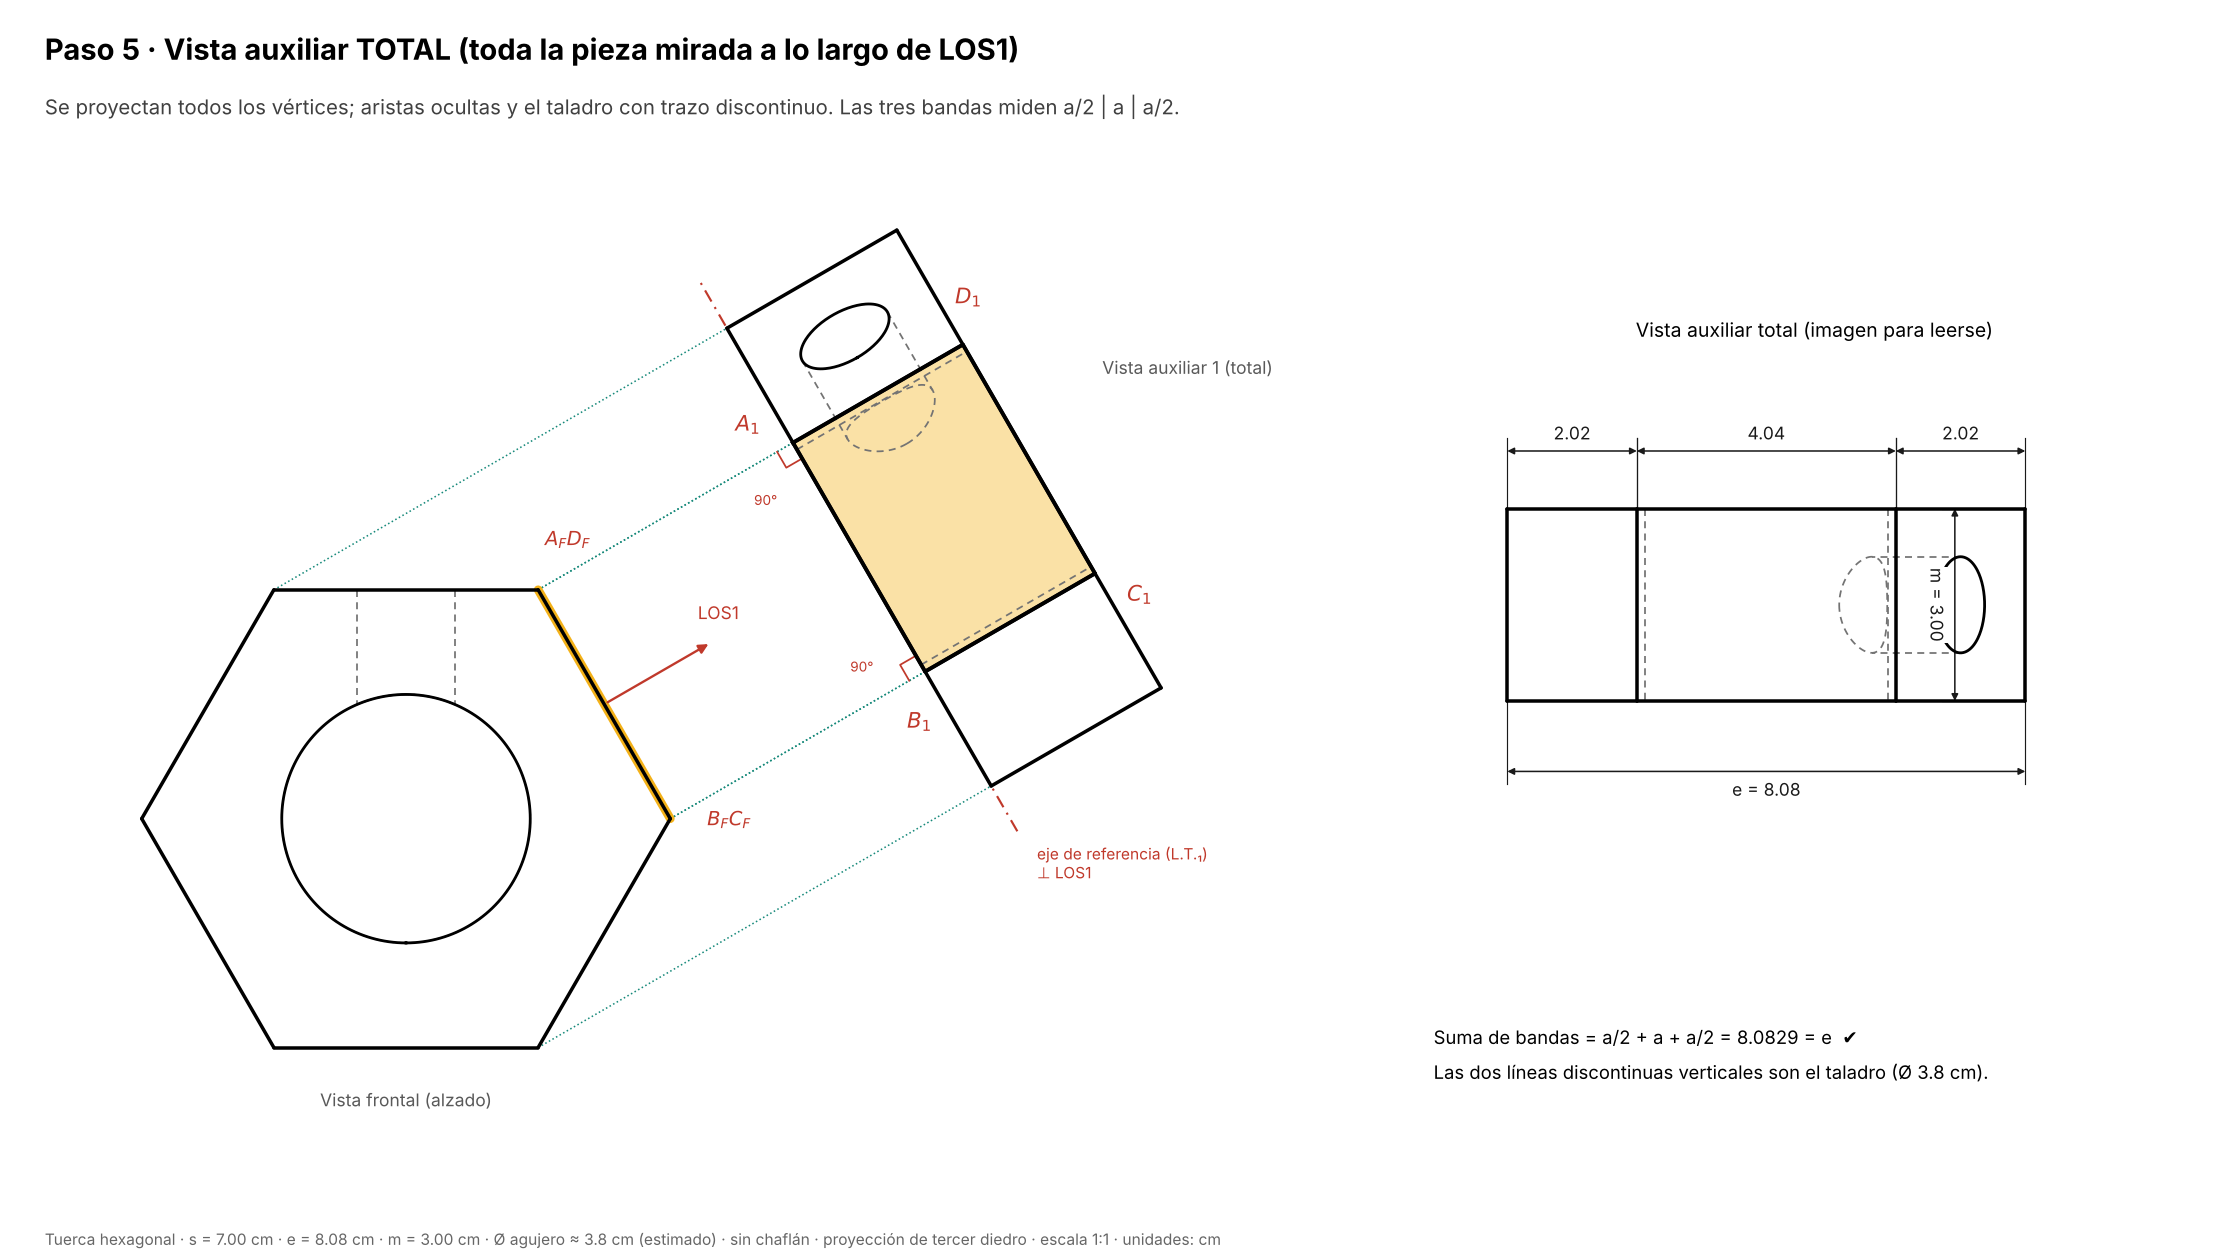 Paso 5 · Vista auxiliar TOTAL (toda la pieza mirada a lo largo de LOS1)
Se proyectan todos los vértices; aristas ocultas y el taladro con trazo discontinuo. Las tres bandas miden a/2 | a | a/2.
D₁
Vista auxiliar total (imagen para leerse)
Vista auxiliar 1 (total)
A₁
2.02
4.04
2.02
90°
A_FD_F
C₁
LOS1
m = 3.00
90°
B₁
e = 8.08
B_FC_F
eje de referencia (L.T.₁)
⊥ LOS1
Suma de bandas = a/2 + a + a/2 = 8.0829 = e ✔
Las dos líneas discontinuas verticales son el taladro (Ø 3.8 cm).
Vista frontal (alzado)
Tuerca hexagonal · s = 7.00 cm · e = 8.08 cm · m = 3.00 cm · Ø agujero ≈ 3.8 cm (estimado) · sin chaflán · proyección de tercer diedro · escala 1:1 · unidades: cm